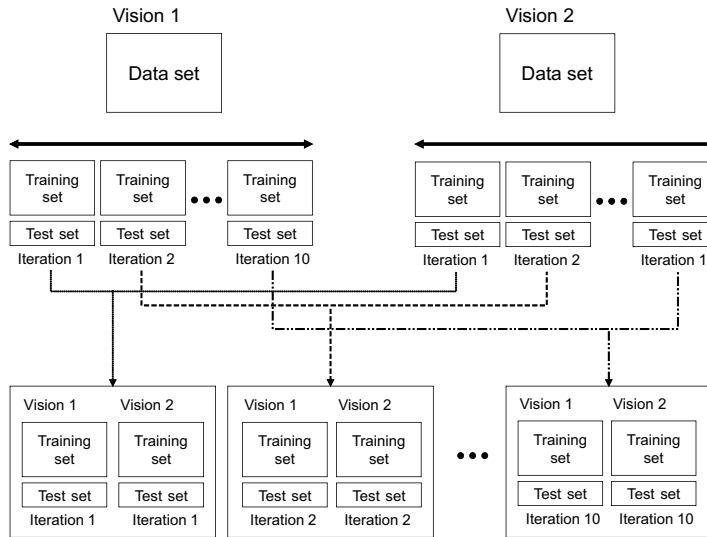 Vision 1
Vision 2
Data set
Data set
Training set
Training set
Training set
Training set
Training set
Training set
Test set
Test set
Test set
Test set
Test set
Test set
Iteration 1
Iteration 2
Iteration 10
Iteration 1
Iteration 2
Iteration 1
Vision 1
Vision 2
Vision 1
Vision 2
Vision 1
Vision 2
Training set
Training set
Training set
Training set
Training set
Training set
Test set
Test set
Test set
Test set
Test set
Test set
Iteration 1
Iteration 1
Iteration 2
Iteration 2
Iteration 10
Iteration 10